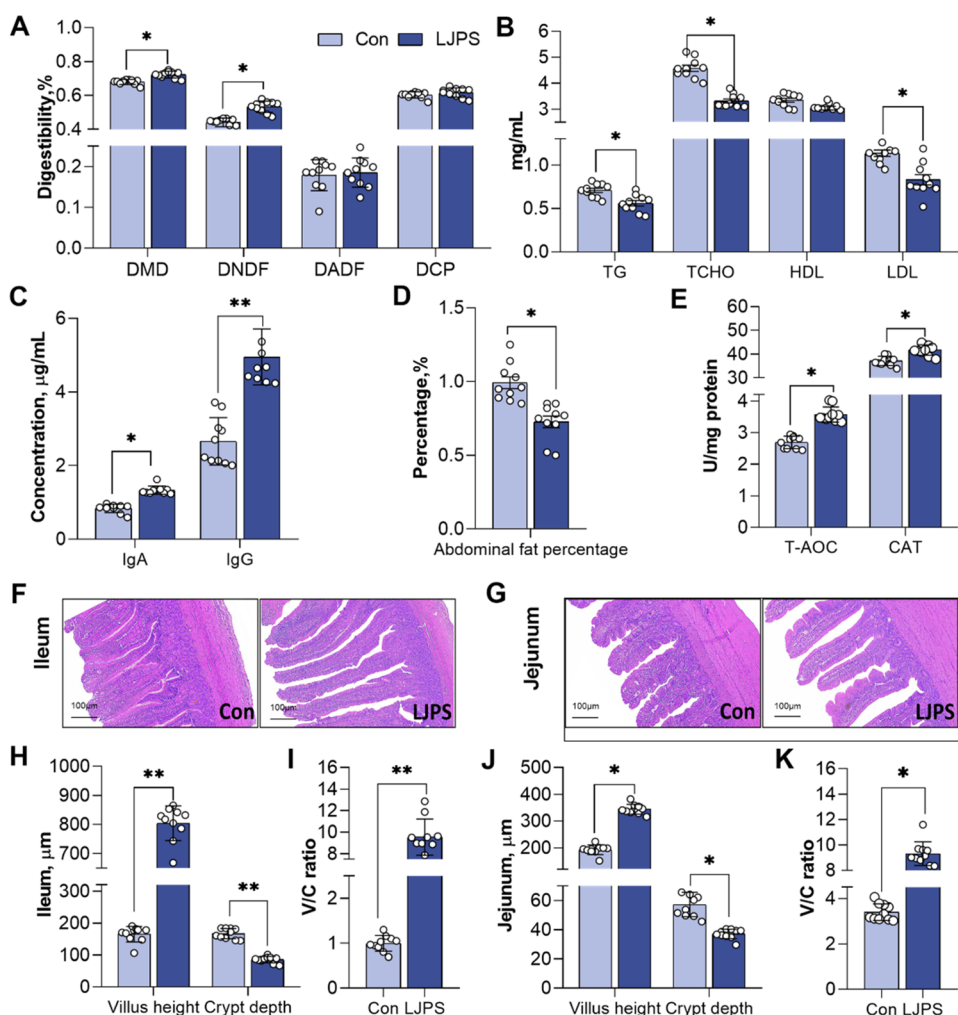 A
Digestibility,%
0.8
0.6
0.4
0.2
0.1
0.0
*
*
Con
LJPS
DMD
DNDF
DADF
DCP
B
mg/mL
6
5
4
3
1.0
0.5
0.0
*
*
*
TG
TCHO
HDL
LDL
C
Concentration, μg/mL
6
4
2
0
*
**
IgA
IgG
D
Percentage,%
1.5
1.0
0.5
0.0
*
Abdominal fat percentage
E
U/mg protein
50
40
30
4
3
2
1
0
*
*
T-AOC
CAT
F
Ileum
100μm
Con
LJPS
100μm
G
Jejunum
100μm
Con
100μm
LJPS
H
Ileum, μm
1000
900
800
700
200
100
0
**
**
Villus height
Crypt depth
I
V/C ratio
16
14
12
10
8
2
1
0
**
Con
LJPS
J
Jejunum, μm
500
400
300
200
60
40
20
0
*
*
Villus height
Crypt depth
K
V/C ratio
16
14
12
10
8
4
2
0
*
Con
LJPS